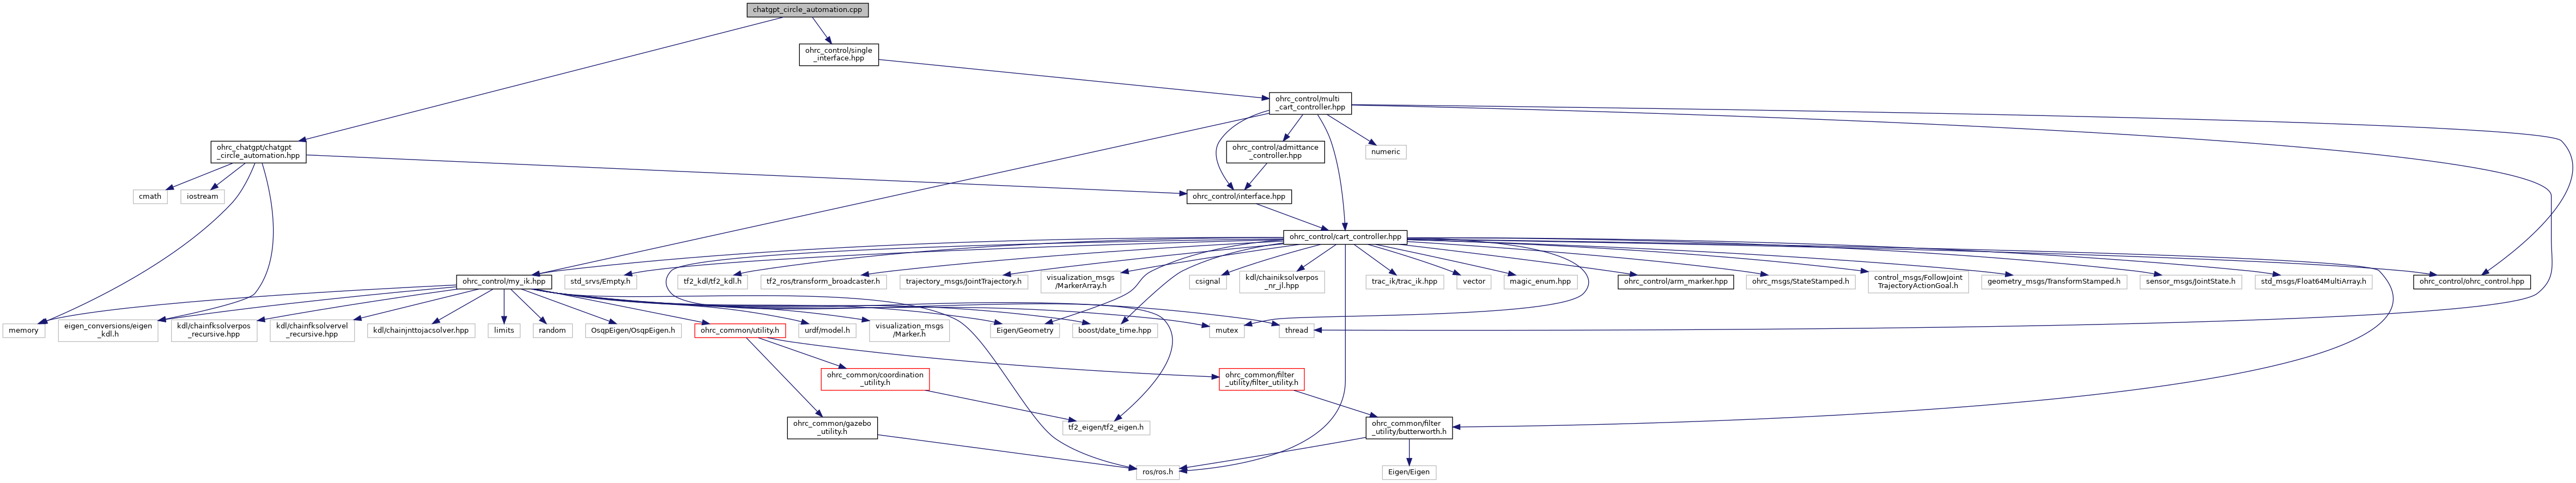 chatgpt_circle_automation.cpp
ohrc_control/single
_interface.hpp
ohrc_control/multi
_cart_controller.hpp
ohrc_chatgpt/chatgpt
_circle_automation.hpp
ohrc_control/admittance
_controller.hpp
numeric
cmath
iostream
ohrc_control/interface.hpp
ohrc_control/cart_controller.hpp
ohrc_control/my_ik.hpp
std_srvs/Empty.h
tf2_kdl/tf2_kdl.h
tf2_ros/transform_broadcaster.h
trajectory_msgs/JointTrajectory.h
visualization_msgs
/MarkerArray.h
csignal
kdl/chainiksolverpos
_nr_jl.hpp
trac_ik/trac_ik.hpp
vector
magic_enum.hpp
ohrc_control/arm_marker.hpp
ohrc_msgs/StateStamped.h
control_msgs/FollowJoint
TrajectoryActionGoal.h
geometry_msgs/TransformStamped.h
sensor_msgs/JointState.h
std_msgs/Float64MultiArray.h
ohrc_control/ohrc_control.hpp
memory
eigen_conversions/eigen
_kdl.h
kdl/chainfksolverpos
_recursive.hpp
kdl/chainfksolvervel
_recursive.hpp
kdl/chainjnttojacsolver.hpp
limits
random
OsqpEigen/OsqpEigen.h
ohrc_common/utility.h
urdf/model.h
visualization_msgs
/Marker.h
Eigen/Geometry
boost/date_time.hpp
mutex
thread
ohrc_common/coordination
_utility.h
ohrc_common/filter
_utility/filter_utility.h
ohrc_common/gazebo
_utility.h
tf2_eigen/tf2_eigen.h
ohrc_common/filter
_utility/butterworth.h
ros/ros.h
Eigen/Eigen